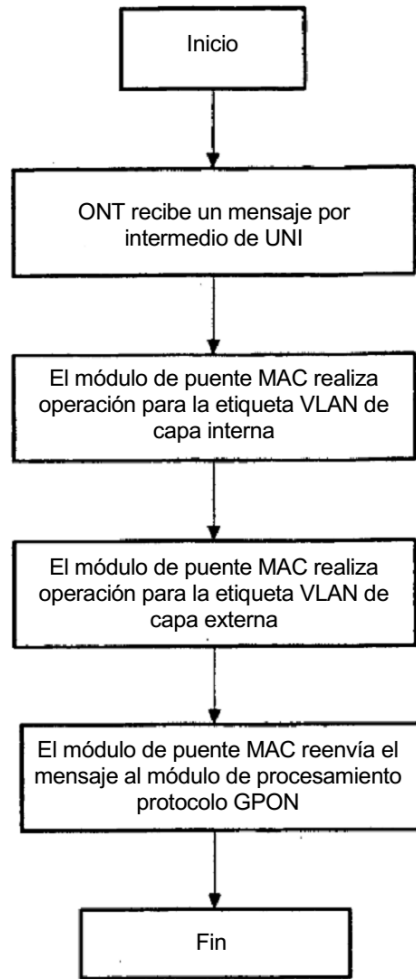 Inicio
ONT recibe un mensaje por
intermedio de UNI
El módulo de puente MAC realiza
operación para la etiqueta VLAN de
capa interna
El módulo de puente MAC realiza
operación para la etiqueta VLAN de
capa externa
El módulo de puente MAC reenvía el
mensaje al módulo de procesamiento
protocolo GPON
Fin